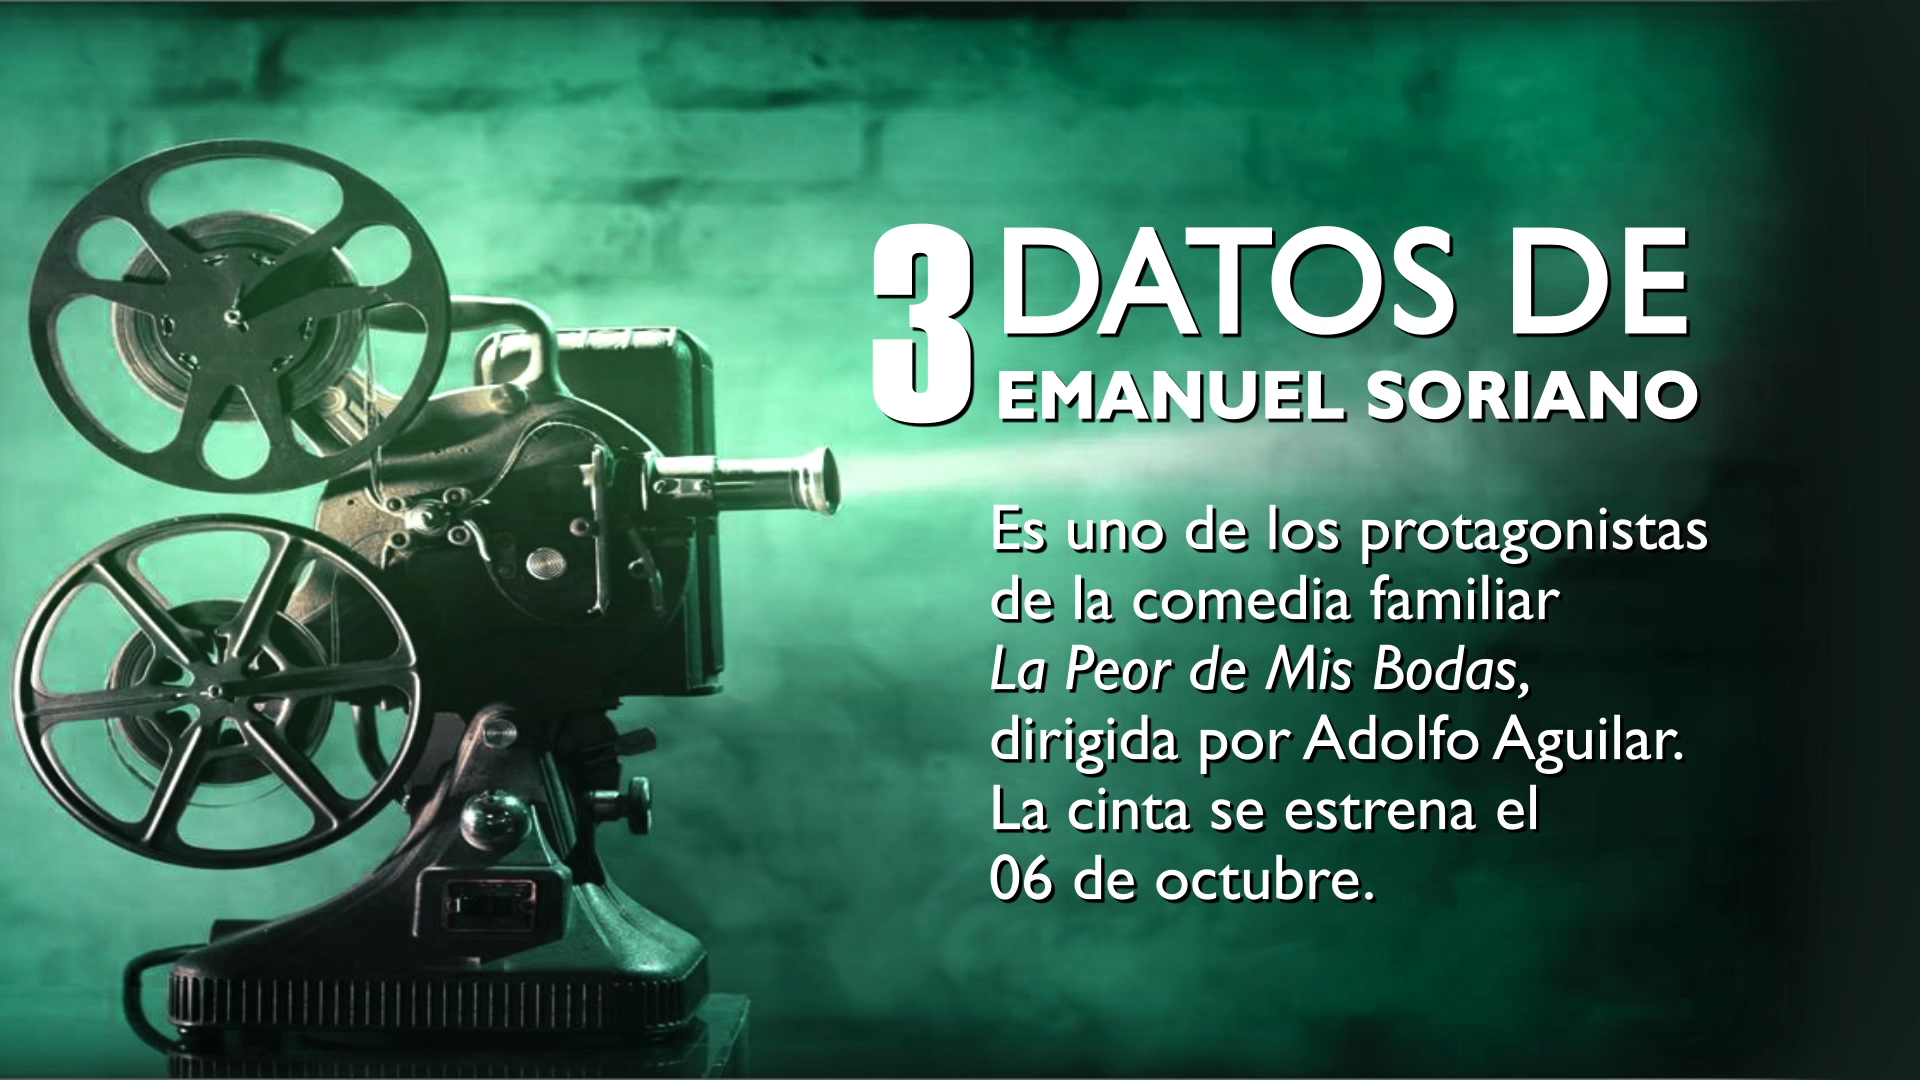 3 DATOS DE
EMANUEL SORIANO
Es uno de los protagonistas
de la comedia familiar
La Peor de Mis Bodas,
dirigida por Adolfo Aguilar.
La cinta se estrena el
06 de octubre.